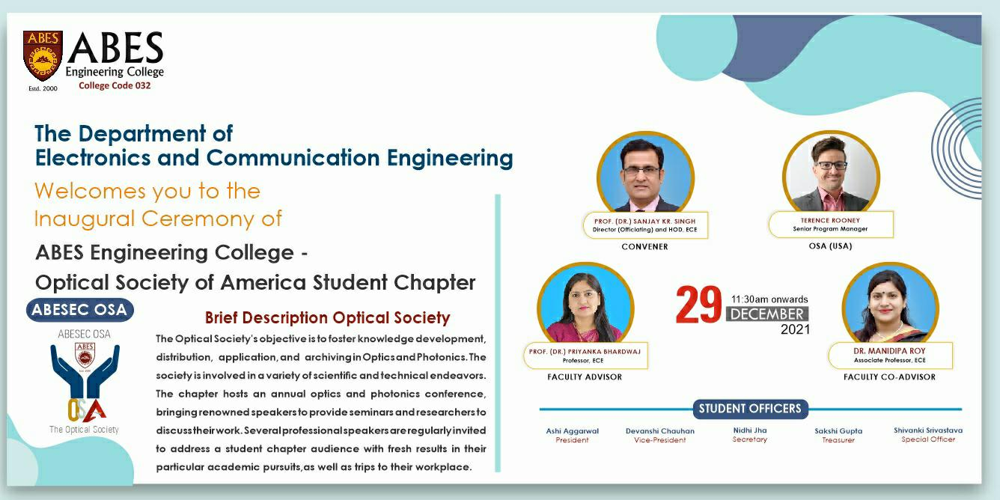 ABES
ABES
Engineering College
Estd. 2000
College Code 032
The Department of
Electronics and Communication Engineering
Welcomes you to the
Inaugural Ceremony of
ABES Engineering College -
Optical Society of America Student Chapter
ABESEC OSA
ABESEC OSA
ABES
Estd. 2000
OSA
The Optical Society
Brief Description Optical Society
The Optical Society's objective is to foster knowledge development,
distribution, application, and archiving in Optics and Photonics. The
society is involved in a variety of scientific and technical endeavors.
The chapter hosts an annual optics and photonics conference,
bringing renowned speakers to provide seminars and researchers to
discuss their work. Several professional speakers are regularly invited
to address a student chapter audience with fresh results in their
particular academic pursuits,as well as trips to their workplace.
PROF. (DR.) SANJAY KR. SINGH
Director (Officiating) and HOD, ECE
CONVENER
TERENCE ROONEY
Senior Program Manager
OSA (USA)
PROF. (DR.) PRIYANKA BHARDWAJ
Professor, ECE
FACULTY ADVISOR
29
11:30am onwards
DECEMBER
2021
DR. MANIDIPA ROY
Associate Professor, ECE
FACULTY CO-ADVISOR
STUDENT OFFICERS
Ashi Aggarwal
President
Devanshi Chauhan
Vice-President
Nidhi Jha
Secretary
Sakshi Gupta
Treasurer
Shivanki Srivastava
Special Officer